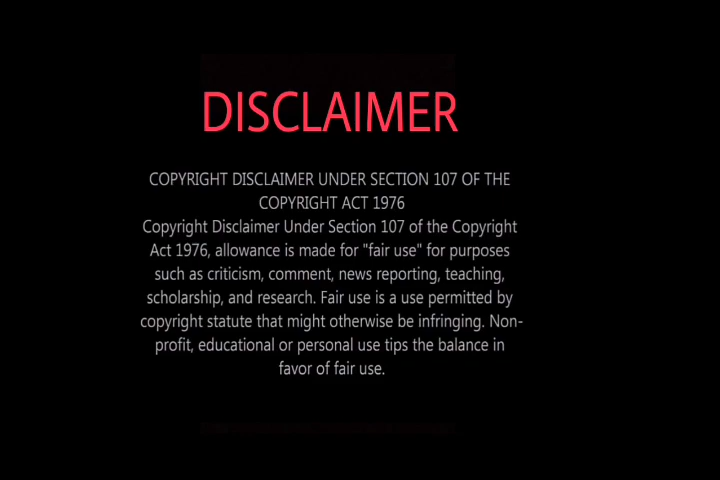 DISCLAIMER
COPYRIGHT DISCLAIMER UNDER SECTION 107 OF THE
COPYRIGHT ACT 1976
Copyright Disclaimer Under Section 107 of the Copyright
Act 1976, allowance is made for "fair use" for purposes
such as criticism, comment, news reporting, teaching,
scholarship, and research. Fair use is a use permitted by
copyright statute that might otherwise be infringing. Non-
profit, educational or personal use tips the balance in
favor of fair use.